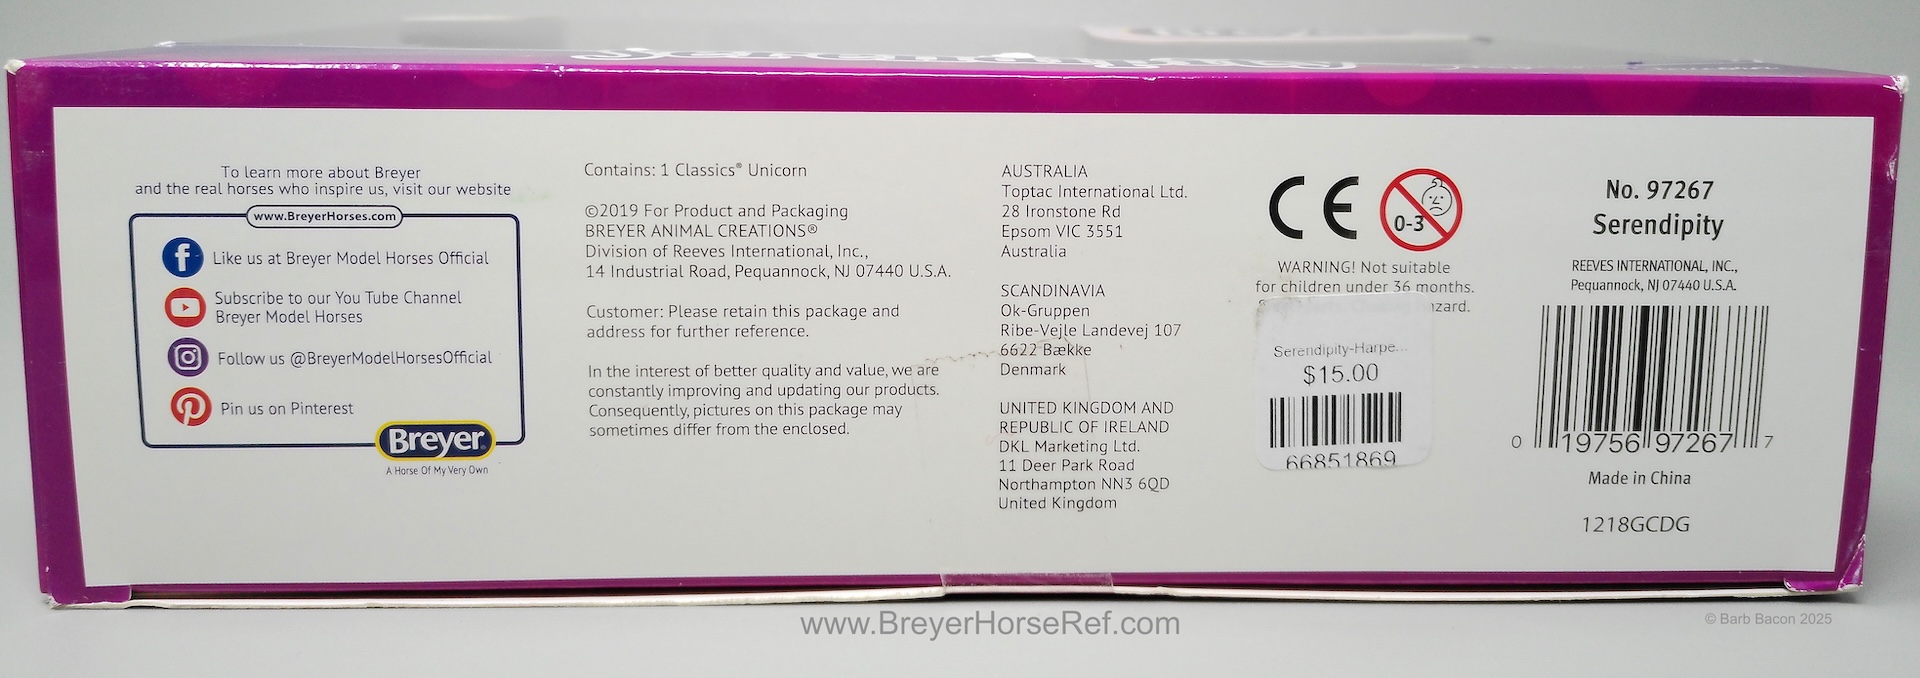 To learn more about Breyer
and the real horses who inspire us, visit our website
www.BreyerHorses.com
Like us at Breyer Model Horses Official
Subscribe to our You Tube Channel
Breyer Model Horses
Follow us @BreyerModelHorsesOfficial
Pin us on Pinterest
Breyer®
A Horse Of My Very Own
Contains: 1 Classics® Unicorn
©2019 For Product and Packaging
BREYER ANIMAL CREATIONS®
Division of Reeves International, Inc.,
14 Industrial Road, Pequannock, NJ 07440 U.S.A.
Customer: Please retain this package and
address for further reference.
In the interest of better quality and value, we are
constantly improving and updating our products.
Consequently, pictures on this package may
sometimes differ from the enclosed.
AUSTRALIA
Toptac International Ltd.
28 Ironstone Rd
Epsom VIC 3551
Australia
SCANDINAVIA
Ok-Gruppen
Ribe-Vejle Landevej 107
6622 Bække
Denmark
UNITED KINGDOM AND
REPUBLIC OF IRELAND
DKL Marketing Ltd.
11 Deer Park Road
Northampton NN3 6QD
United Kingdom
CE
0-3
WARNING! Not suitable
for children under 36 months.
Serendipity-Harpe...
$15.00
66851869
No. 97267
Serendipity
REEVES INTERNATIONAL, INC.,
Pequannock, NJ 07440 U.S.A.
0 19756 97267 7
Made in China
1218GCDG
www.BreyerHorseRef.com
© Barb Bacon 2025